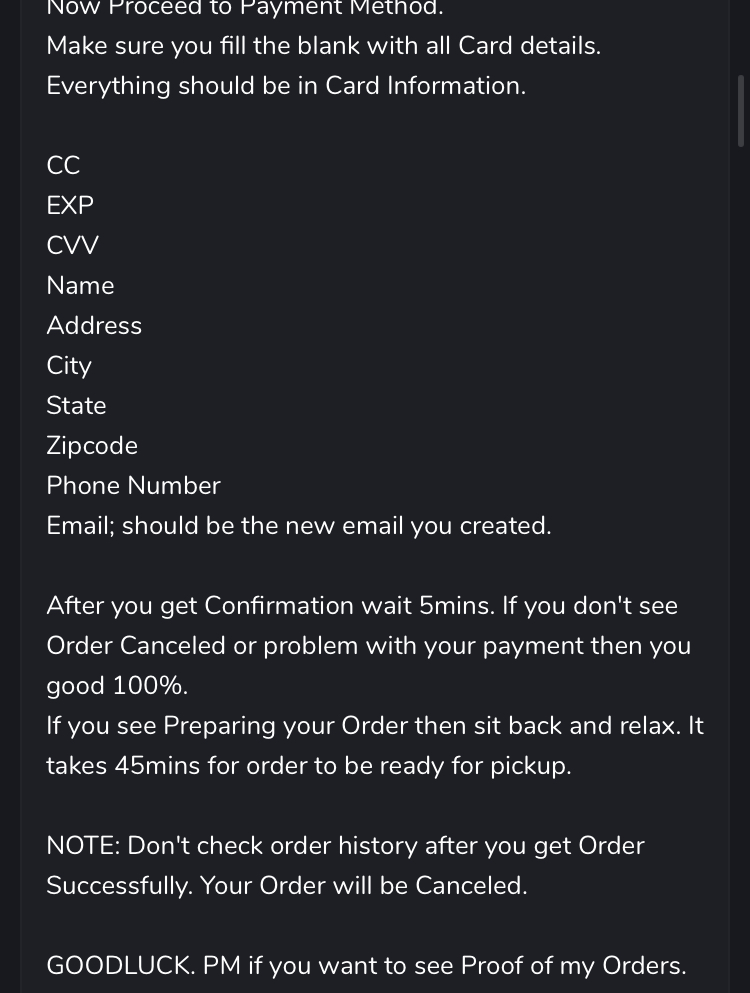 Now Proceed to Payment Method.
Make sure you fill the blank with all Card details.
Everything should be in Card Information.
CC
EXP
CVV
Name
Address
City
State
Zipcode
Phone Number
Email; should be the new email you created.
After you get Confirmation wait 5mins. If you don't see
Order Canceled or problem with your payment then you
good 100%.
If you see Preparing your Order then sit back and relax. It
takes 45mins for order to be ready for pickup.
NOTE: Don't check order history after you get Order
Successfully. Your Order will be Canceled.
GOODLUCK. PM if you want to see Proof of my Orders.